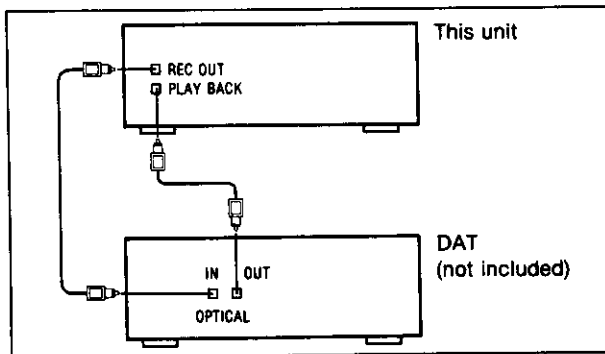 This unit
REC OUT
PLAY BACK
DAT
(not included)
IN OUT
OPTICAL